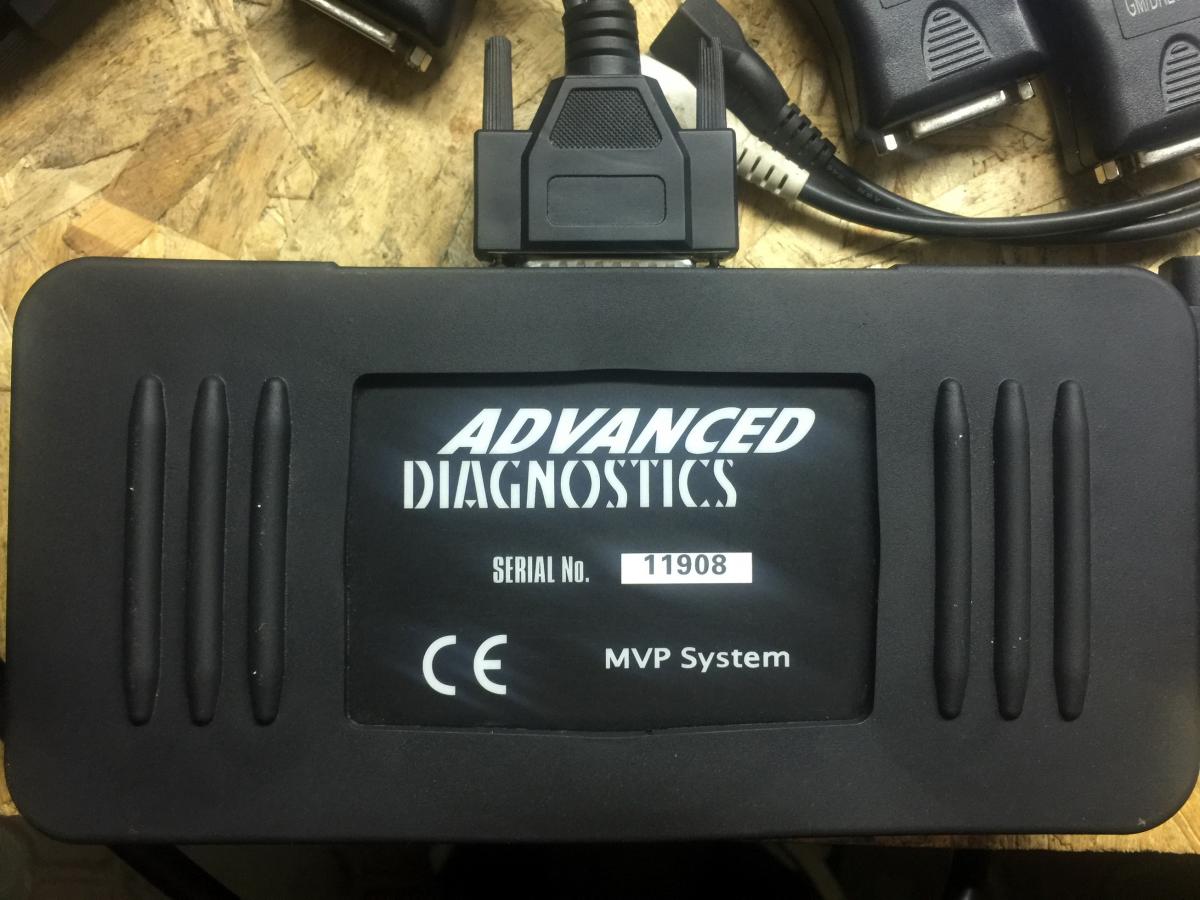 ADVANCED
DIAGNOSTICS
SERIAL No. 11908
CE MVP System